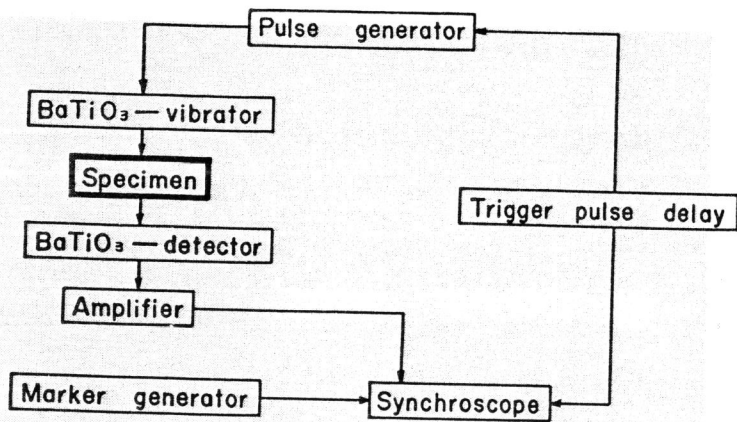 Pulse generator
BaTiO₃ — vibrator
Specimen
Trigger pulse delay
BaTiO₃ — detector
Amplifier
Marker generator
Synchroscope